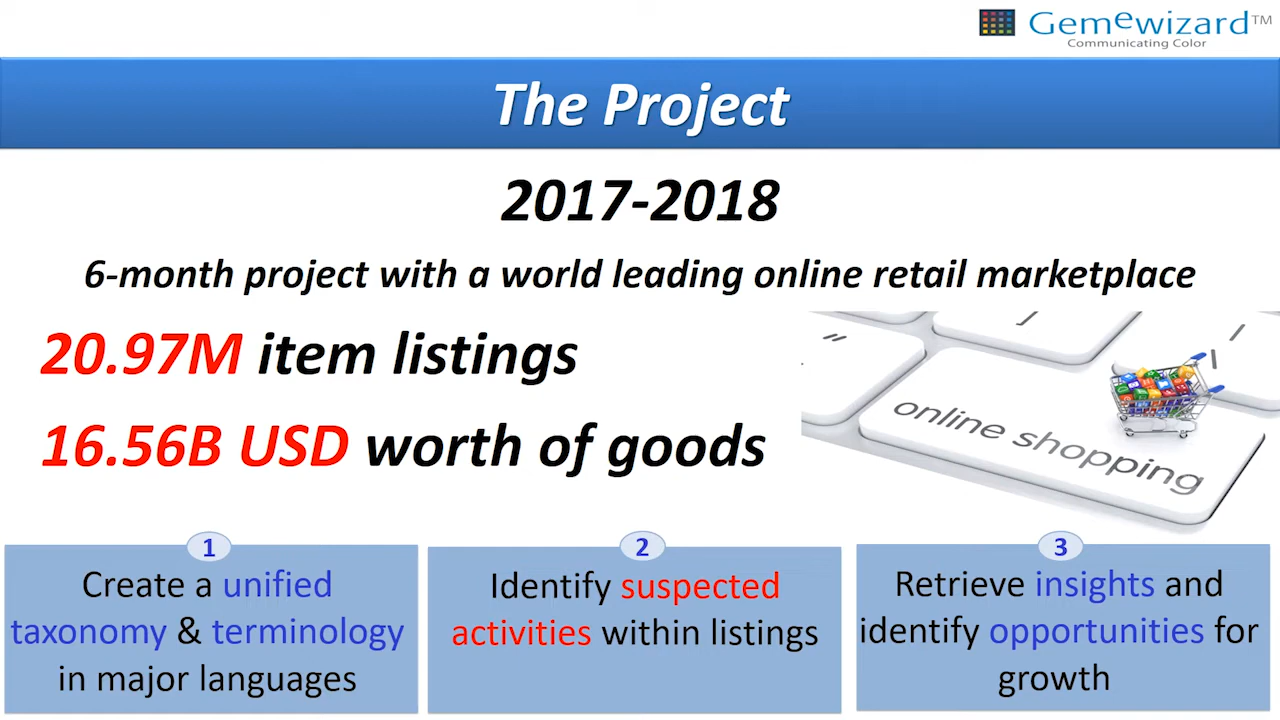 Gemewizard™
Communicating Color
The Project
2017-2018
6-month project with a world leading online retail marketplace
20.97M item listings
16.56B USD worth of goods
online shopping
1
Create a unified
taxonomy & terminology
in major languages
2
Identify suspected
activities within listings
3
Retrieve insights and
identify opportunities for
growth